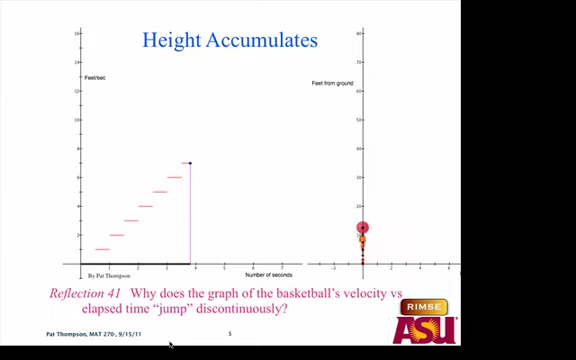 Height Accumulates
Feet/sec
Feet from ground
Number of seconds
By Pat Thompson
Reflection 41 Why does the graph of the basketball's velocity vs
elapsed time “jump” discontinuously?
RIMSE
ASU
Pat Thompson, MAT 270, 9/15/11
5